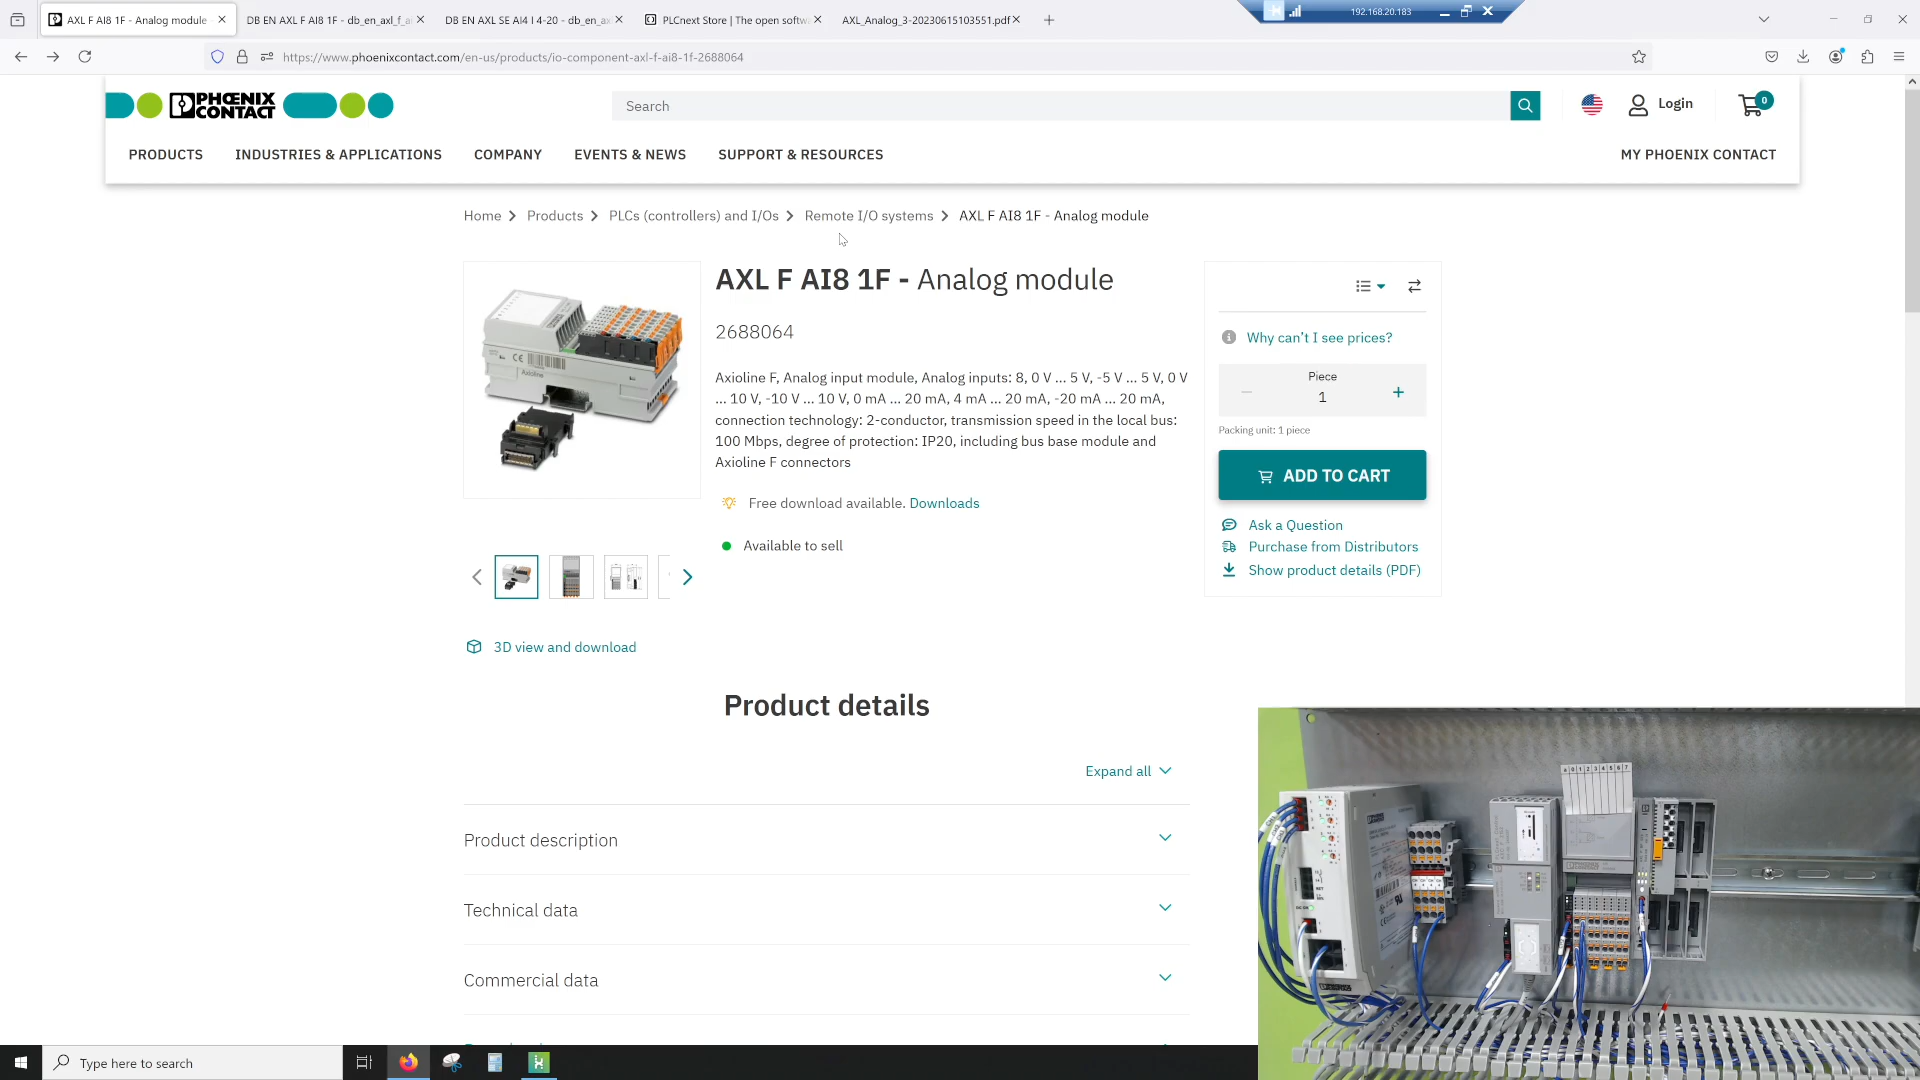 AXL F AI8 1F - Analog module -
DB EN AXL F AI8 1F - db_en_axl_f_ai
DB EN AXL SE AI4 I 4-20 - db_en_ax
PLCnext Store | The open softwa
AXL_Analog_3-20230615103551.pdf
192.168.20.183
https://www.phoenixcontact.com/en-us/products/io-component-axl-f-ai8-1f-2688064
PHŒNIX
CONTACT
Search
Login
0
PRODUCTS
INDUSTRIES & APPLICATIONS
COMPANY
EVENTS & NEWS
SUPPORT & RESOURCES
MY PHOENIX CONTACT
Home > Products > PLCs (controllers) and I/Os > Remote I/O systems > AXL F AI8 1F - Analog module
AXL F AI8 1F - Analog module
2688064
Axioline F, Analog input module, Analog inputs: 8, 0 V ... 5 V, -5 V ... 5 V, 0 V
... 10 V, -10 V ... 10 V, 0 mA ... 20 mA, 4 mA ... 20 mA, -20 mA ... 20 mA,
connection technology: 2-conductor, transmission speed in the local bus:
100 Mbps, degree of protection: IP20, including bus base module and
Axioline F connectors
Free download available. Downloads
Available to sell
Why can't I see prices?
Piece
1
Packing unit: 1 piece
ADD TO CART
Ask a Question
Purchase from Distributors
Show product details (PDF)
3D view and download
Product details
Expand all
Product description
Technical data
Commercial data
Type here to search